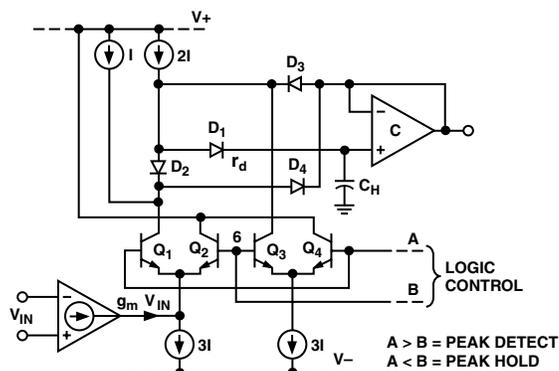 V+
I
2I
D3
D1
rd
C
−
+
D2
D4
CH
Q1
Q2
6
Q3
Q4
A
B
LOGIC
CONTROL
gm VIN
VIN
−
+
3I
3I
V−
A > B = PEAK DETECT
A < B = PEAK HOLD